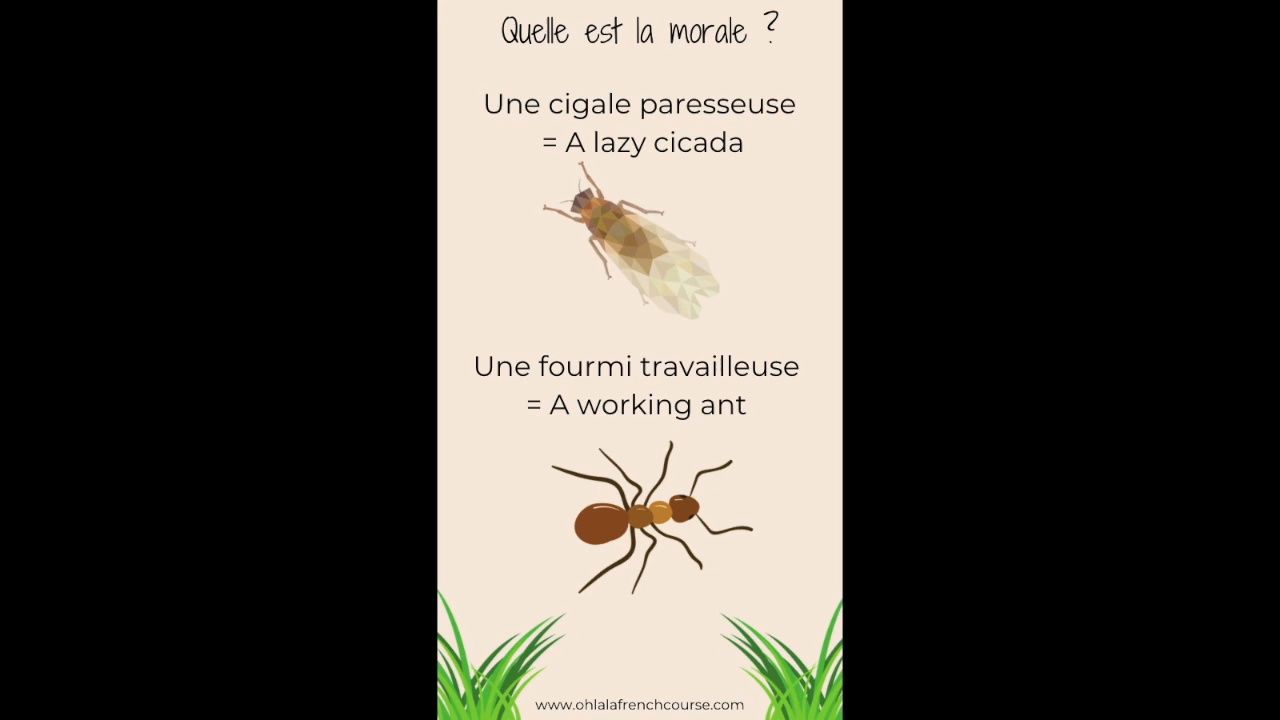 Quelle est la morale ?
Une cigale paresseuse
= A lazy cicada
Une fourmi travailleuse
= A working ant
www.ohlalafrenchcourse.com